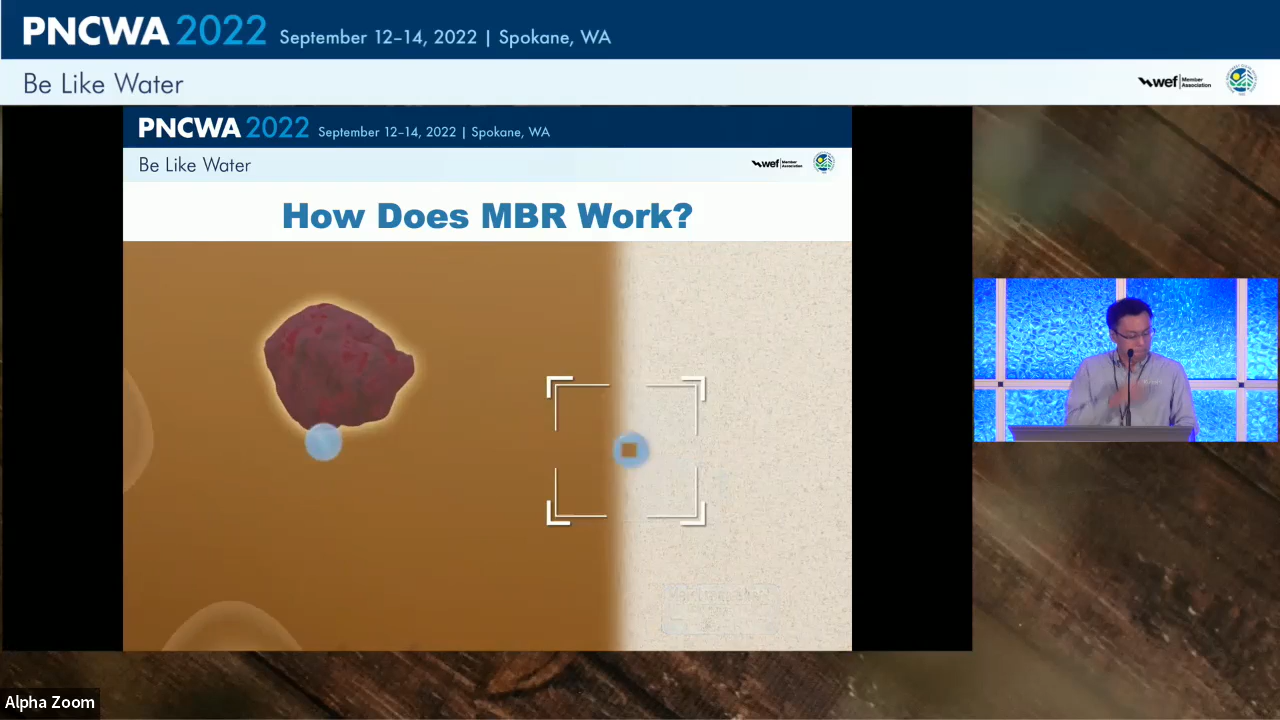 PNCWA 2022 September 12–14, 2022 | Spokane, WA
Be Like Water
wef Member Association
PNCWA 2022 September 12–14, 2022 | Spokane, WA
Be Like Water
wef Member Association
How Does MBR Work?
Alpha Zoom